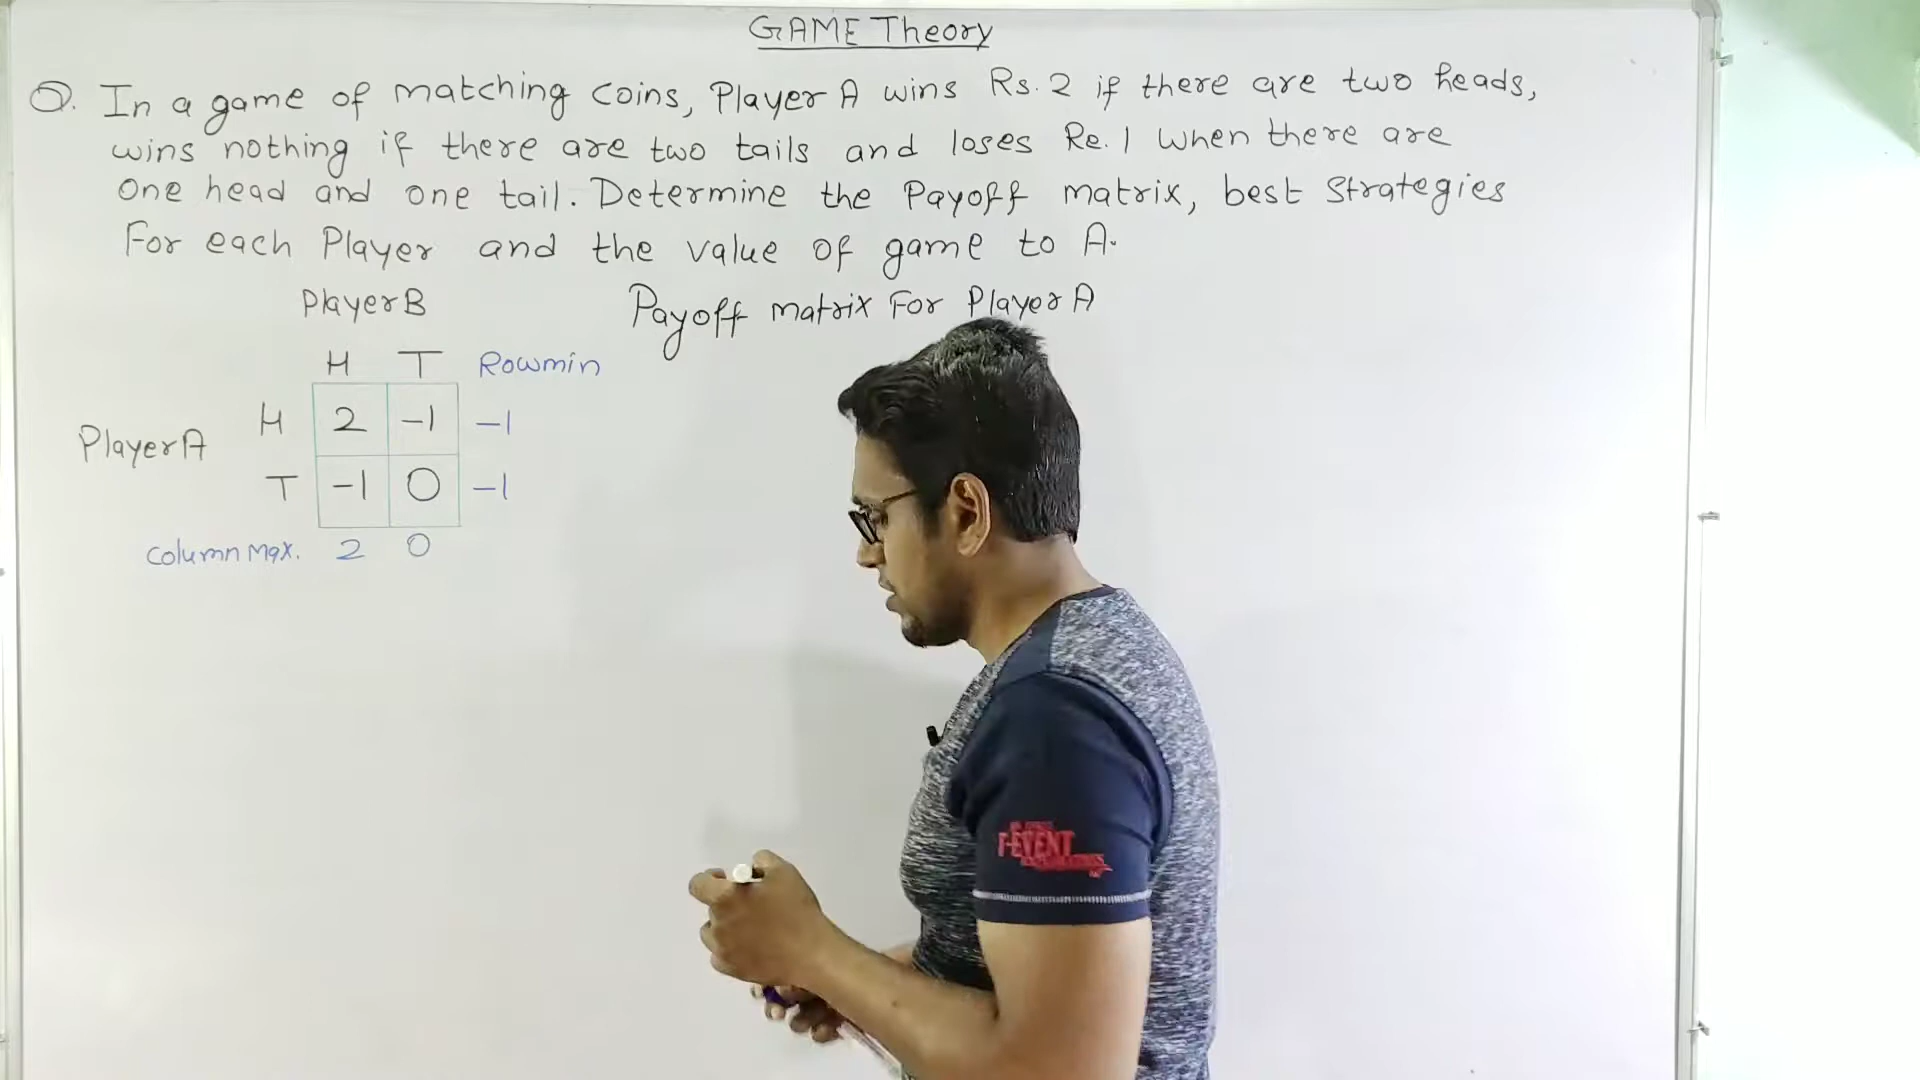 GAME Theory
Q. In a game of matching coins, Player A wins Rs. 2 if there are two heads,
wins nothing if there are two tails and loses Re. 1 when there are
one head and one tail. Determine the Payoff matrix, best strategies
For each Player and the value of game to A.
Player B
Payoff matrix For Player A
H T Rowmin
Player A H 2 -1 -1
T -1 0 -1
Column Max. 2 0
EVENT